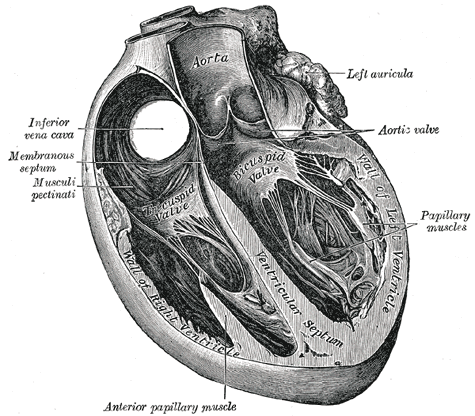 Aorta
Left auricula
Inferior
vena cava
Aortic valve
Membranous
septum
Bicuspid
Valve
Wall of Left Ventricle
Musculi
pectinati
Tricuspid
Valve
Papillary
muscles
Ventricular Septum
Wall of Right Ventricle
Anterior papillary muscle